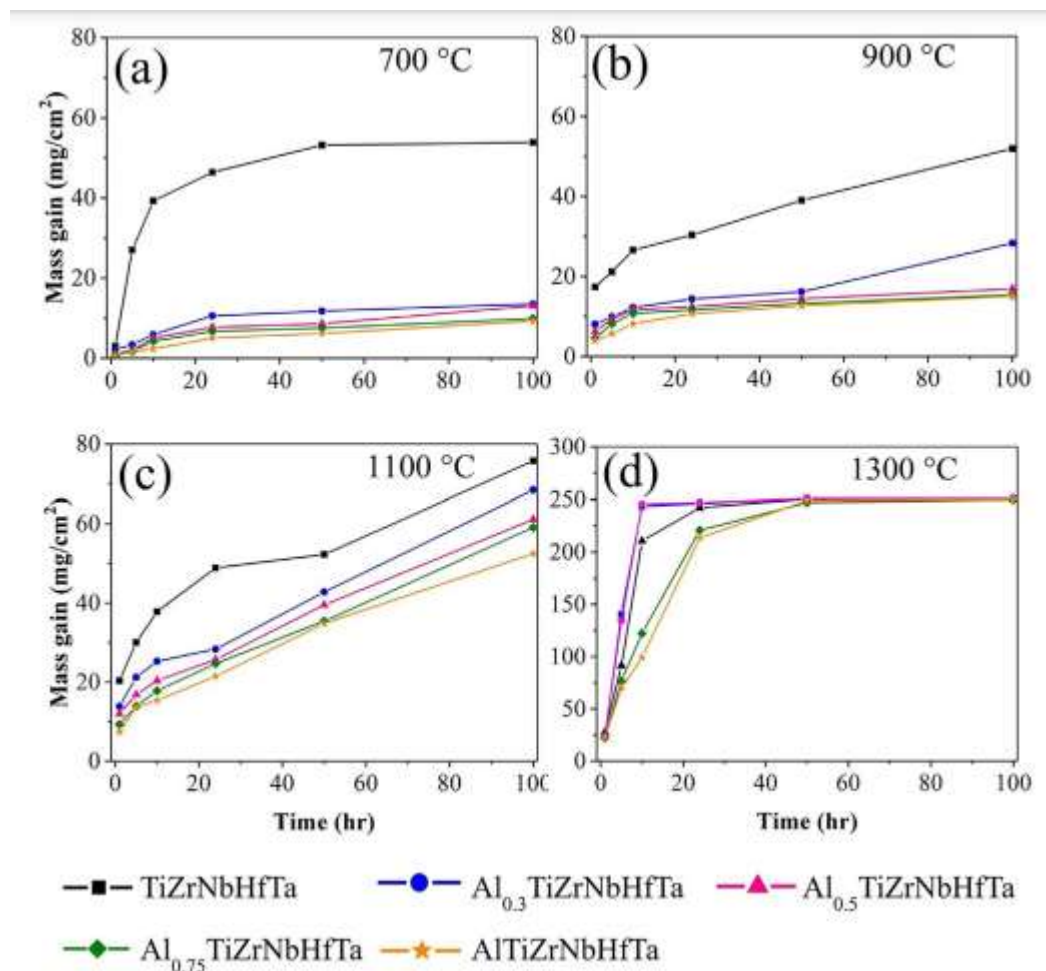 (a) 700 °C
80
60
40
20
0
0 20 40 60 80 100
Mass gain (mg/cm²)
(b) 900 °C
80
60
40
20
0
0 20 40 60 80 100
(c) 1100 °C
80
60
40
20
0
0 20 40 60 80 100
Mass gain (mg/cm²)
Time (hr)
(d) 1300 °C
300
250
200
150
100
50
0
0 20 40 60 80 100
Time (hr)
TiZrNbHfTa Al₀.₃TiZrNbHfTa Al₀.₅TiZrNbHfTa
Al₀.₇₅TiZrNbHfTa AlTiZrNbHfTa